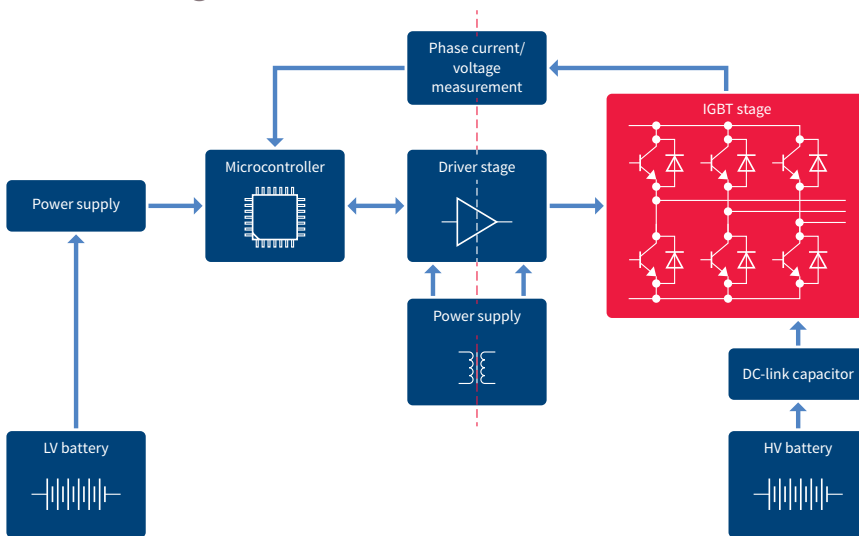 Phase current/
voltage
measurement
IGBT stage
Microcontroller
Driver stage
Power supply
Power supply
DC-link capacitor
LV battery
HV battery